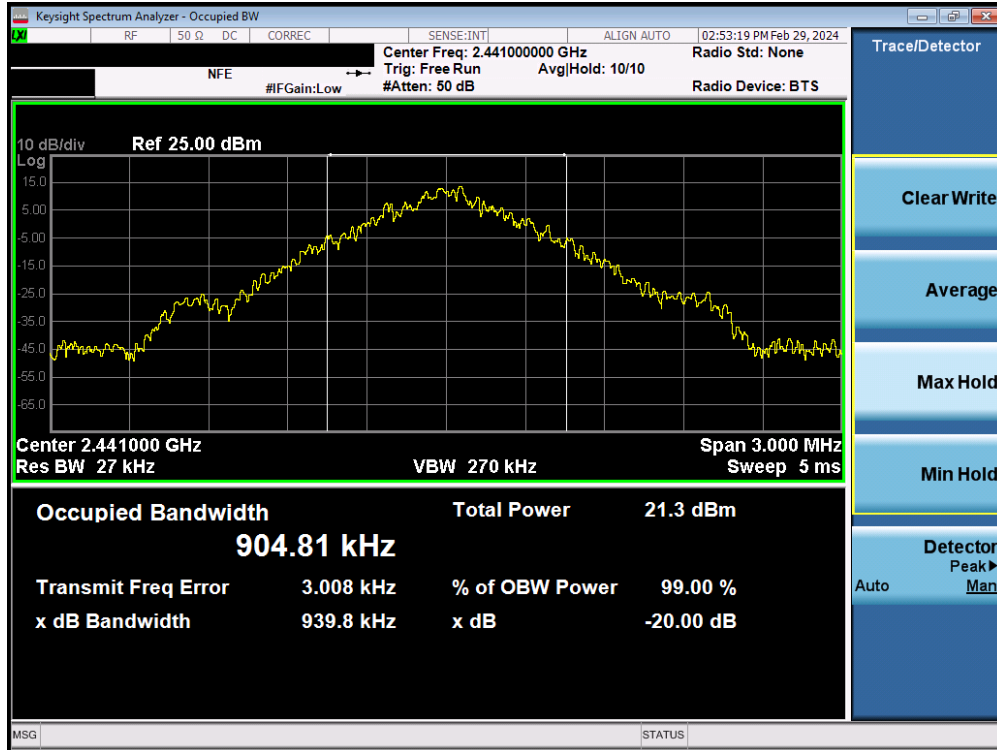 Keysight Spectrum Analyzer - Occupied BW
LXI RF 50 Ω DC CORREC SENSE:INT ALIGN AUTO 02:53:19 PM Feb 29, 2024
Center Freq: 2.441000000 GHz Radio Std: None
NFE Trig: Free Run Avg|Hold: 10/10
#IFGain:Low #Atten: 50 dB Radio Device: BTS
10 dB/div Ref 25.00 dBm
Log
15.0
5.00
-5.00
-15.0
-25.0
-35.0
-45.0
-55.0
-65.0
Center 2.441000 GHz Span 3.000 MHz
Res BW 27 kHz VBW 270 kHz Sweep 5 ms
Occupied Bandwidth Total Power 21.3 dBm
904.81 kHz
Transmit Freq Error 3.008 kHz % of OBW Power 99.00 %
x dB Bandwidth 939.8 kHz x dB -20.00 dB
MSG STATUS
Trace/Detector
Clear Write
Average
Max Hold
Min Hold
Detector
Peak▶
Auto Man